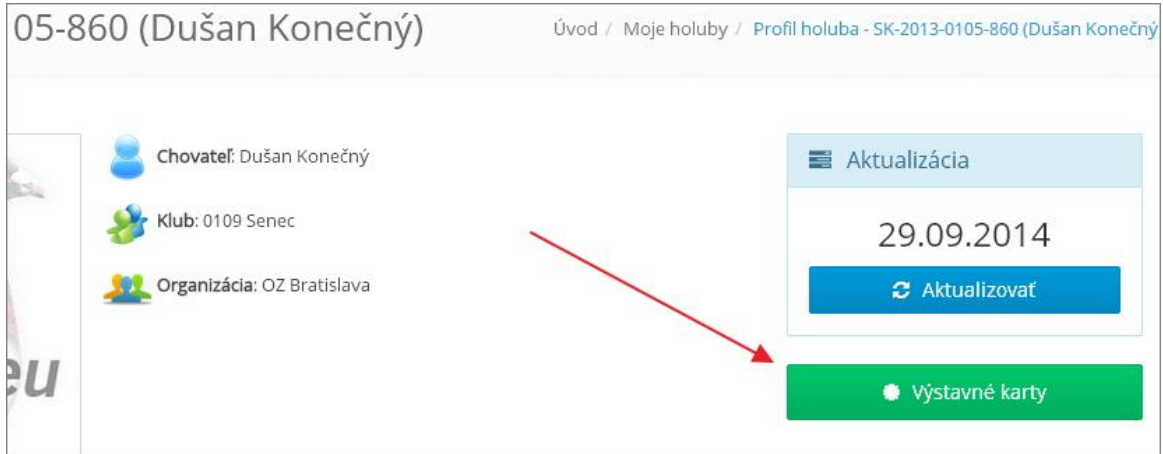 05-860 (Dušan Konečný)
Úvod / Moje holuby / Profil holuba - SK-2013-0105-860 (Dušan Konečný
Chovateľ: Dušan Konečný
Klub: 0109 Senec
Organizácia: OZ Bratislava
Aktualizácia
29.09.2014
Aktualizovať
Výstavné karty
eu